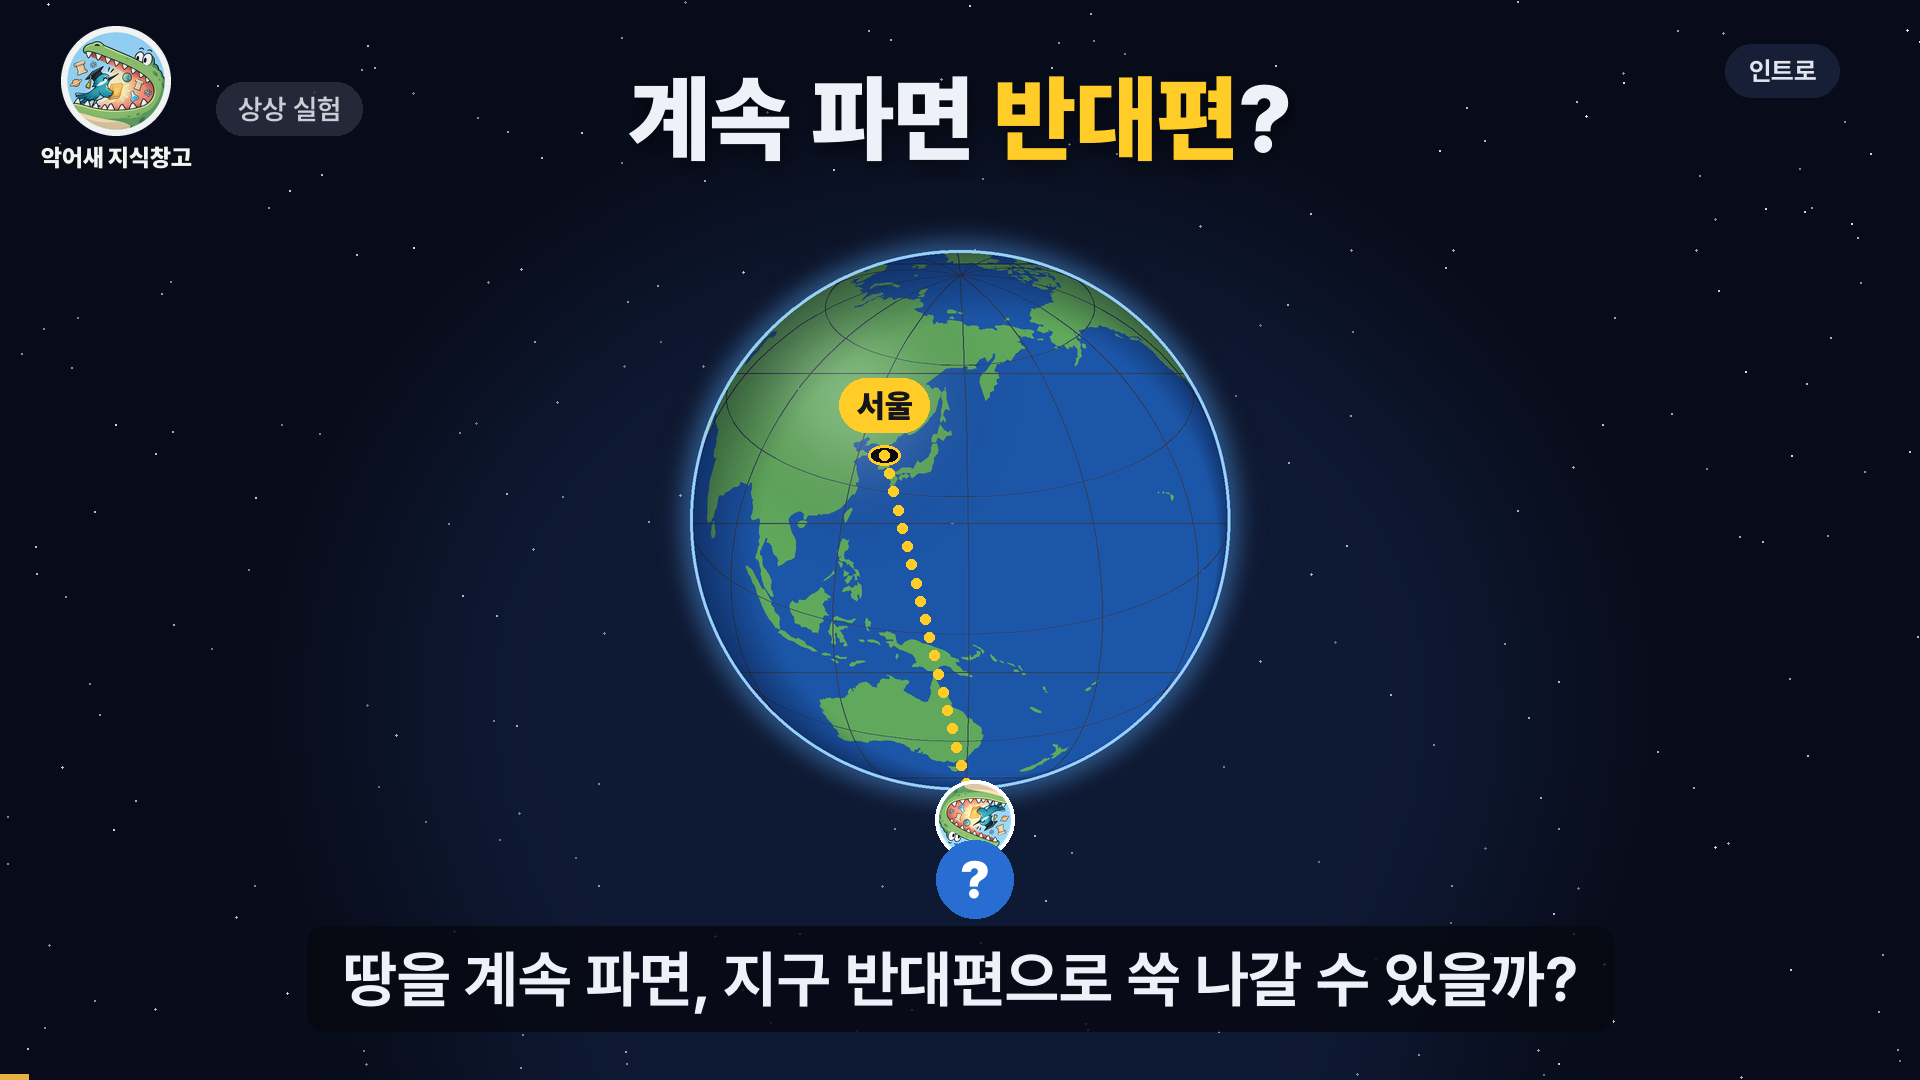 악어새 지식창고
상상 실험
계속 파면 반대편?
인트로
서울
?
땅을 계속 파면, 지구 반대편으로 쑥 나갈 수 있을까?